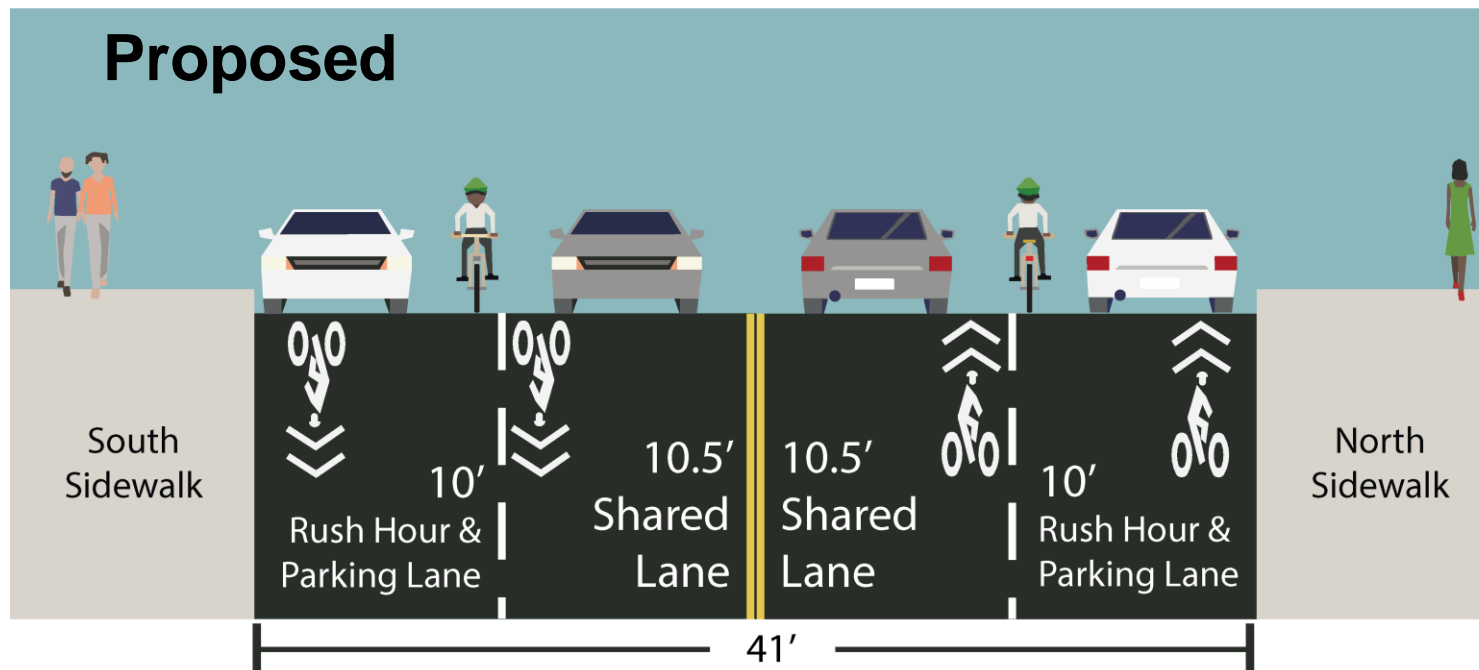 Proposed
South
Sidewalk
10′
Rush Hour &
Parking Lane
10.5′
Shared
Lane
10.5′
Shared
Lane
10′
Rush Hour &
Parking Lane
North
Sidewalk
41′